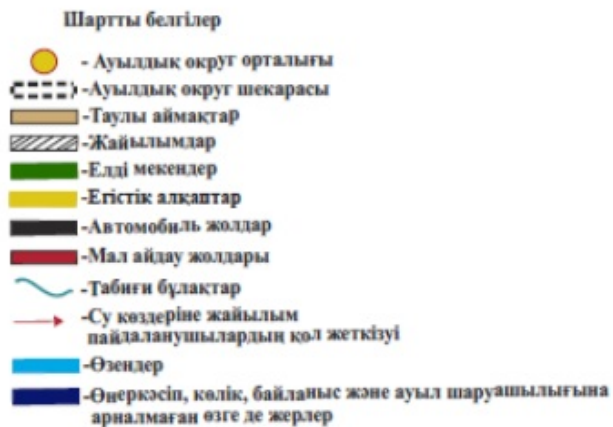 Шартты белгілер
- Ауылдық округ орталығы
-Ауылдық округ шекарасы
-Таулы аймақтар
-Жайылымдар
-Елді мекендер
-Егістік алқаптар
-Автомобиль жолдар
-Мал айдау жолдары
-Табиғи бұлақтар
-Су көздеріне жайылым
пайдаланушылардың қол жеткізуі
-Өзендер
-Өнеркәсіп, көлік, байланыс және ауыл шаруашылығына
арналмаған өзге де жерлер